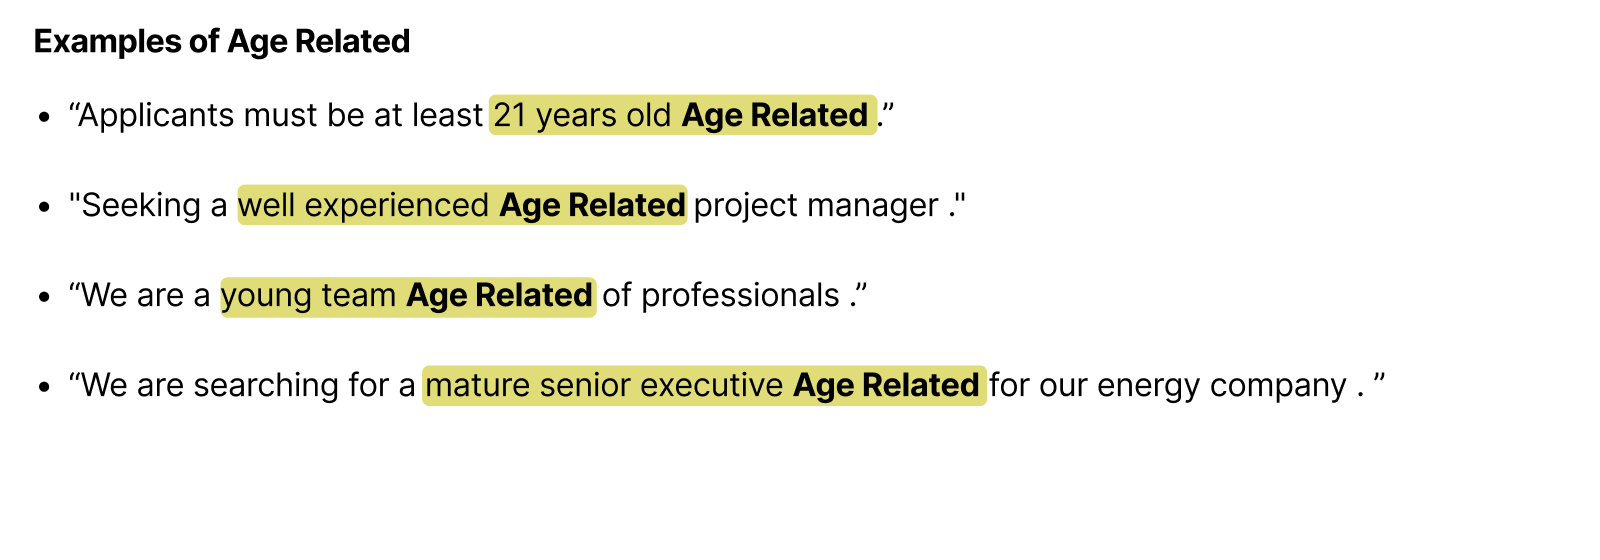 Examples of Age Related
• “Applicants must be at least 21 years old Age Related .”
• "Seeking a well experienced Age Related project manager ."
• “We are a young team Age Related of professionals .”
• “We are searching for a mature senior executive Age Related for our energy company . ”